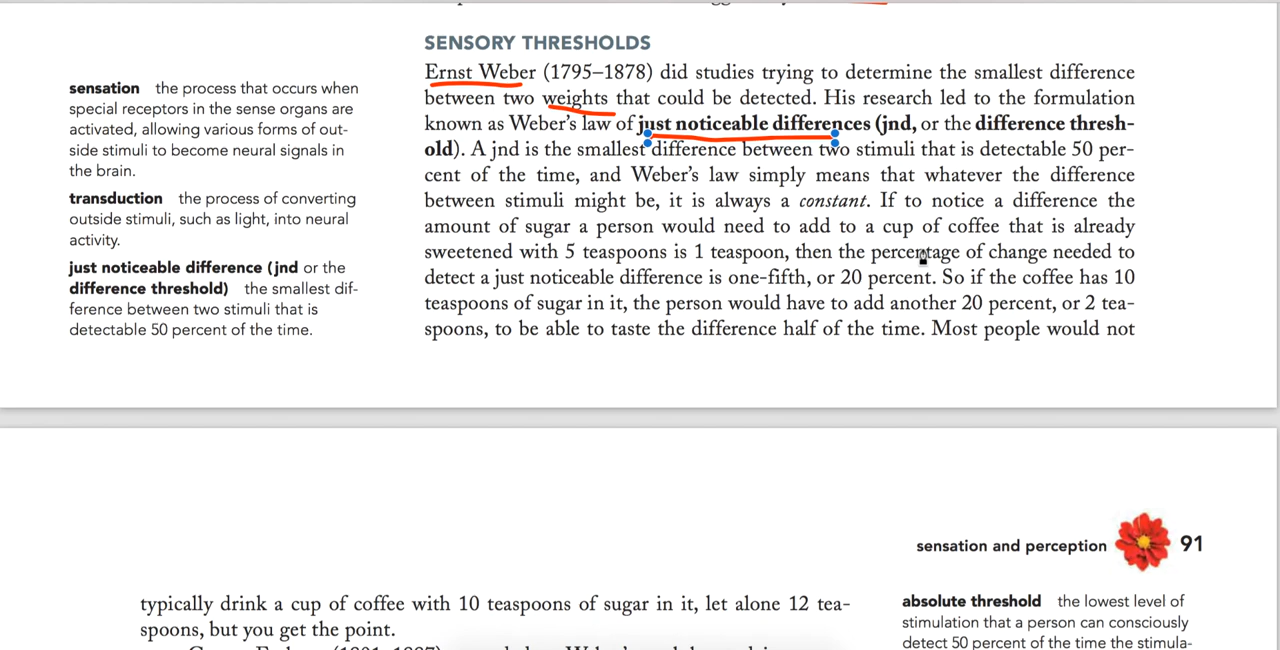 SENSORY THRESHOLDS
Ernst Weber (1795–1878) did studies trying to determine the smallest difference
between two weights that could be detected. His research led to the formulation
known as Weber's law of just noticeable differences (jnd, or the difference thresh-
old). A jnd is the smallest difference between two stimuli that is detectable 50 per-
cent of the time, and Weber's law simply means that whatever the difference
between stimuli might be, it is always a constant. If to notice a difference the
amount of sugar a person would need to add to a cup of coffee that is already
sweetened with 5 teaspoons is 1 teaspoon, then the percentage of change needed to
detect a just noticeable difference is one-fifth, or 20 percent. So if the coffee has 10
teaspoons of sugar in it, the person would have to add another 20 percent, or 2 tea-
spoons, to be able to taste the difference half of the time. Most people would not
sensation the process that occurs when
special receptors in the sense organs are
activated, allowing various forms of out-
side stimuli to become neural signals in
the brain.
transduction the process of converting
outside stimuli, such as light, into neural
activity.
just noticeable difference (jnd or the
difference threshold) the smallest dif-
ference between two stimuli that is
detectable 50 percent of the time.
sensation and perception 91
typically drink a cup of coffee with 10 teaspoons of sugar in it, let alone 12 tea-
spoons, but you get the point.
absolute threshold the lowest level of
stimulation that a person can consciously
detect 50 percent of the time the stimula-